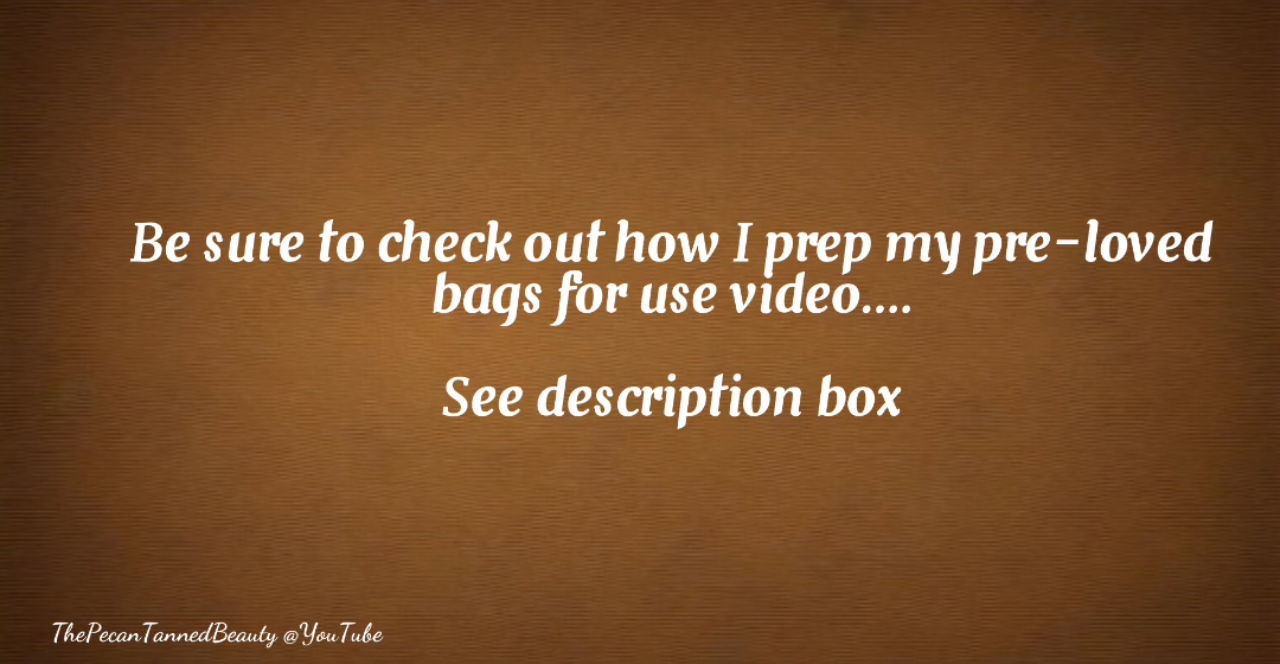 Be sure to check out how I prep my pre-loved
bags for use video....
See description box
ThePecanTannedBeauty @YouTube